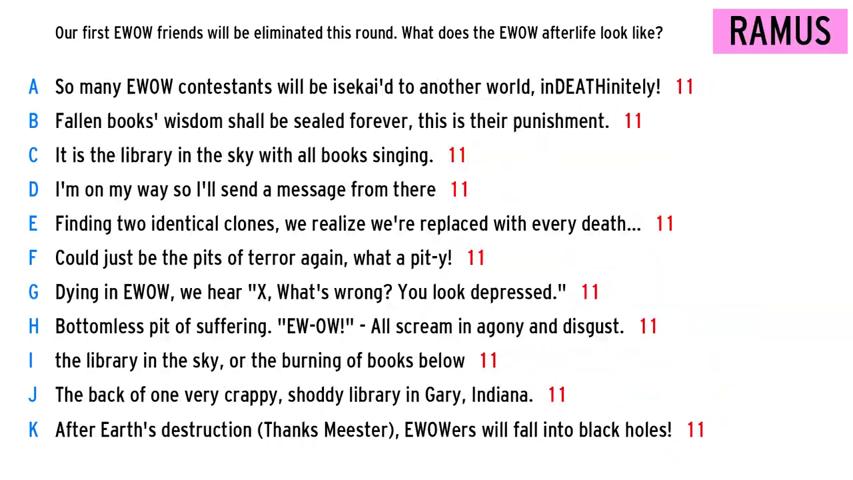 Our first EWOW friends will be eliminated this round. What does the EWOW afterlife look like?
RAMUS
A So many EWOW contestants will be isekai'd to another world, inDEATHinitely! 11
B Fallen books' wisdom shall be sealed forever, this is their punishment. 11
C It is the library in the sky with all books singing. 11
D I'm on my way so I'll send a message from there 11
E Finding two identical clones, we realize we're replaced with every death... 11
F Could just be the pits of terror again, what a pit-y! 11
G Dying in EWOW, we hear "X, What's wrong? You look depressed." 11
H Bottomless pit of suffering. "EW-OW!" - All scream in agony and disgust. 11
I the library in the sky, or the burning of books below 11
J The back of one very crappy, shoddy library in Gary, Indiana. 11
K After Earth's destruction (Thanks Meester), EWOWers will fall into black holes! 11